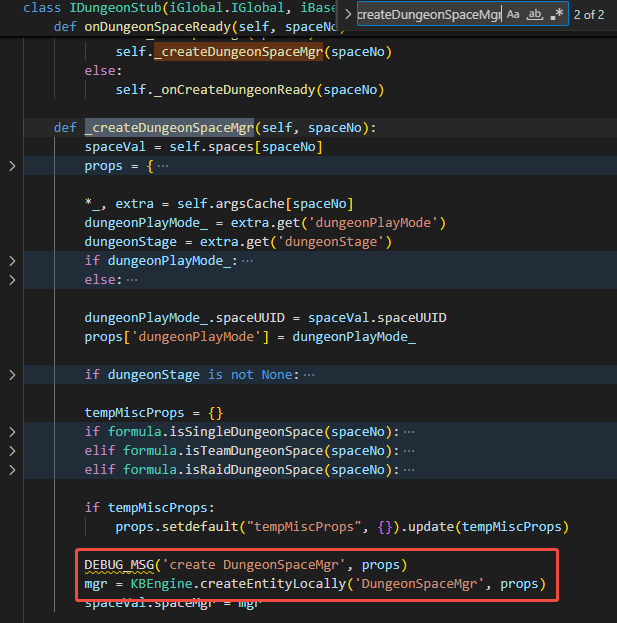 class IDungeonStub(iGlobal.IGlobal, iBase
createDungeonSpaceMgr Aa ab .* 2 of 2
def onDungeonSpaceReady(self, spaceNo
self._createDungeonSpaceMgr(spaceNo)
else:
self._onCreateDungeonReady(spaceNo)
def _createDungeonSpaceMgr(self, spaceNo):
spaceVal = self.spaces[spaceNo]
props = {…
*_, extra = self.argsCache[spaceNo]
dungeonPlayMode_ = extra.get('dungeonPlayMode')
dungeonStage = extra.get('dungeonStage')
if dungeonPlayMode_:…
else:…
dungeonPlayMode_.spaceUUID = spaceVal.spaceUUID
props['dungeonPlayMode'] = dungeonPlayMode_
if dungeonStage is not None:…
tempMiscProps = {}
if formula.isSingleDungeonSpace(spaceNo):…
elif formula.isTeamDungeonSpace(spaceNo):…
elif formula.isRaidDungeonSpace(spaceNo):…
if tempMiscProps:
props.setdefault("tempMiscProps", {}).update(tempMiscProps)
DEBUG_MSG('create DungeonSpaceMgr', props)
mgr = KBEngine.createEntityLocally('DungeonSpaceMgr', props)
spaceVal.spaceMgr = mgr